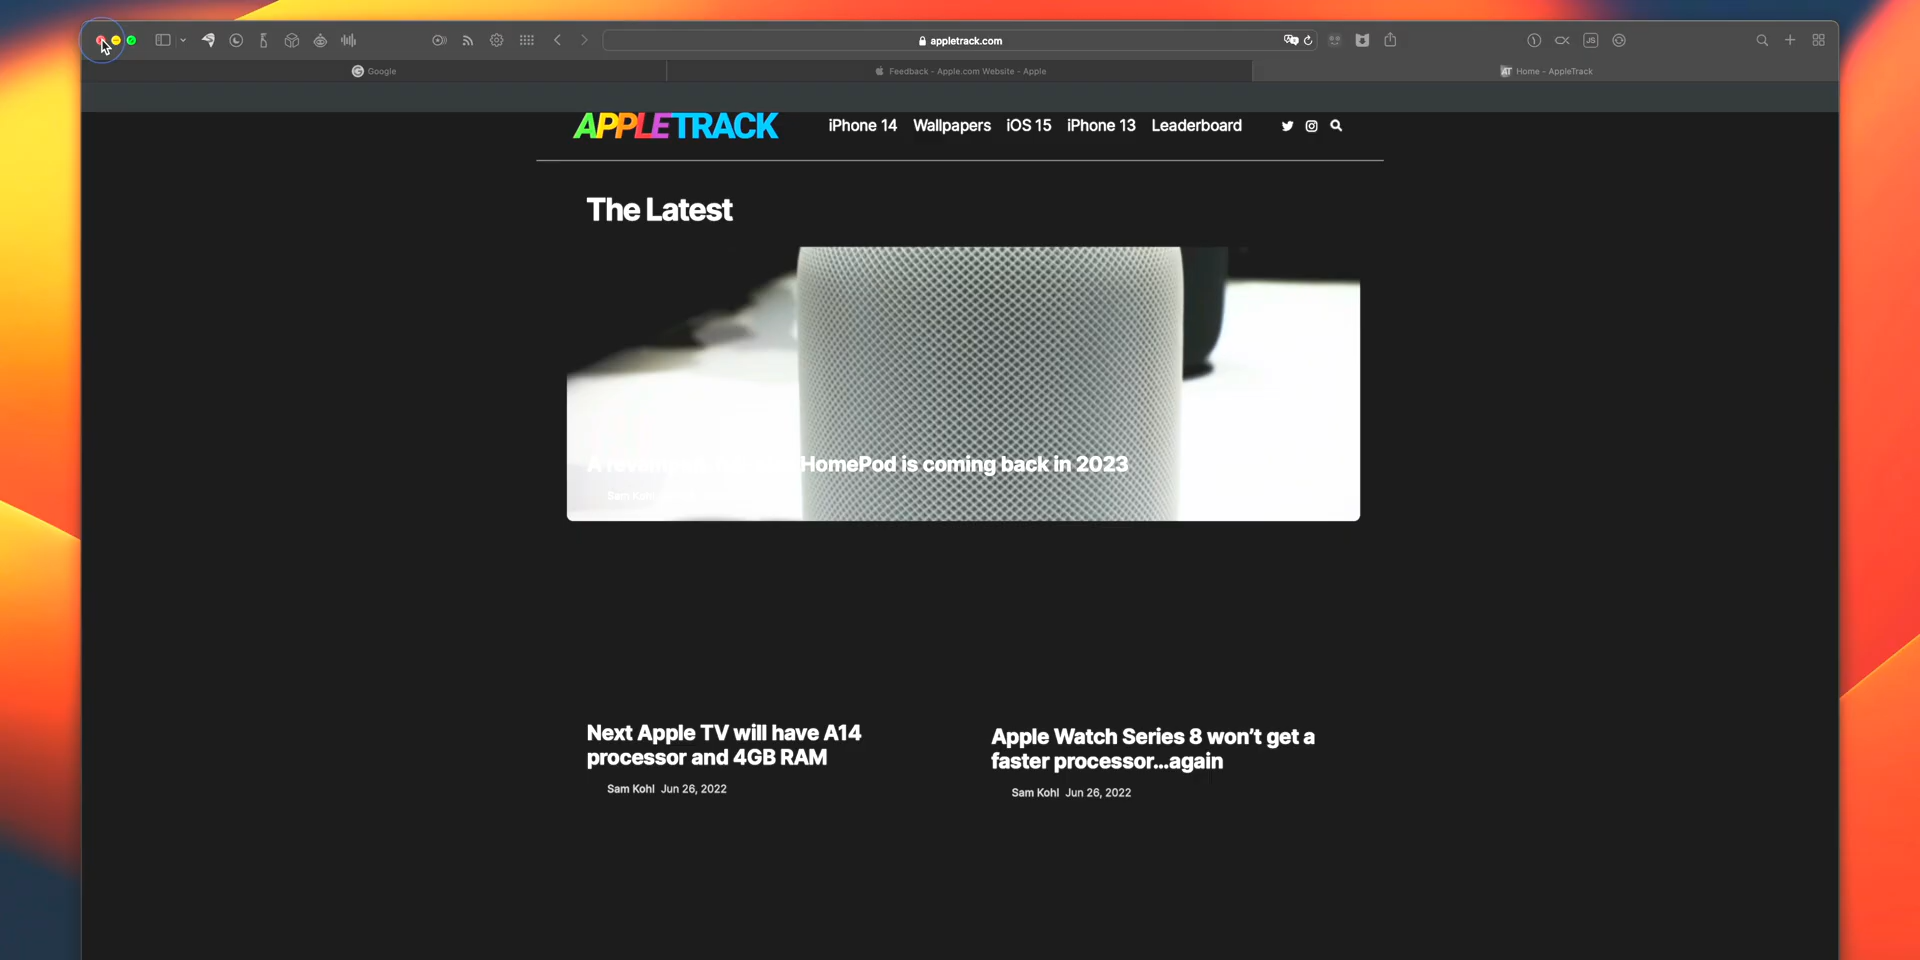 appletrack.com
Google
Feedback - Apple.com Website - Apple
Home - AppleTrack
APPLETRACK
iPhone 14 Wallpapers iOS 15 iPhone 13 Leaderboard
The Latest
HomePod is coming back in 2023
Sam Kohl
Next Apple TV will have A14
processor and 4GB RAM
Sam Kohl Jun 26, 2022
Apple Watch Series 8 won't get a
faster processor...again
Sam Kohl Jun 26, 2022